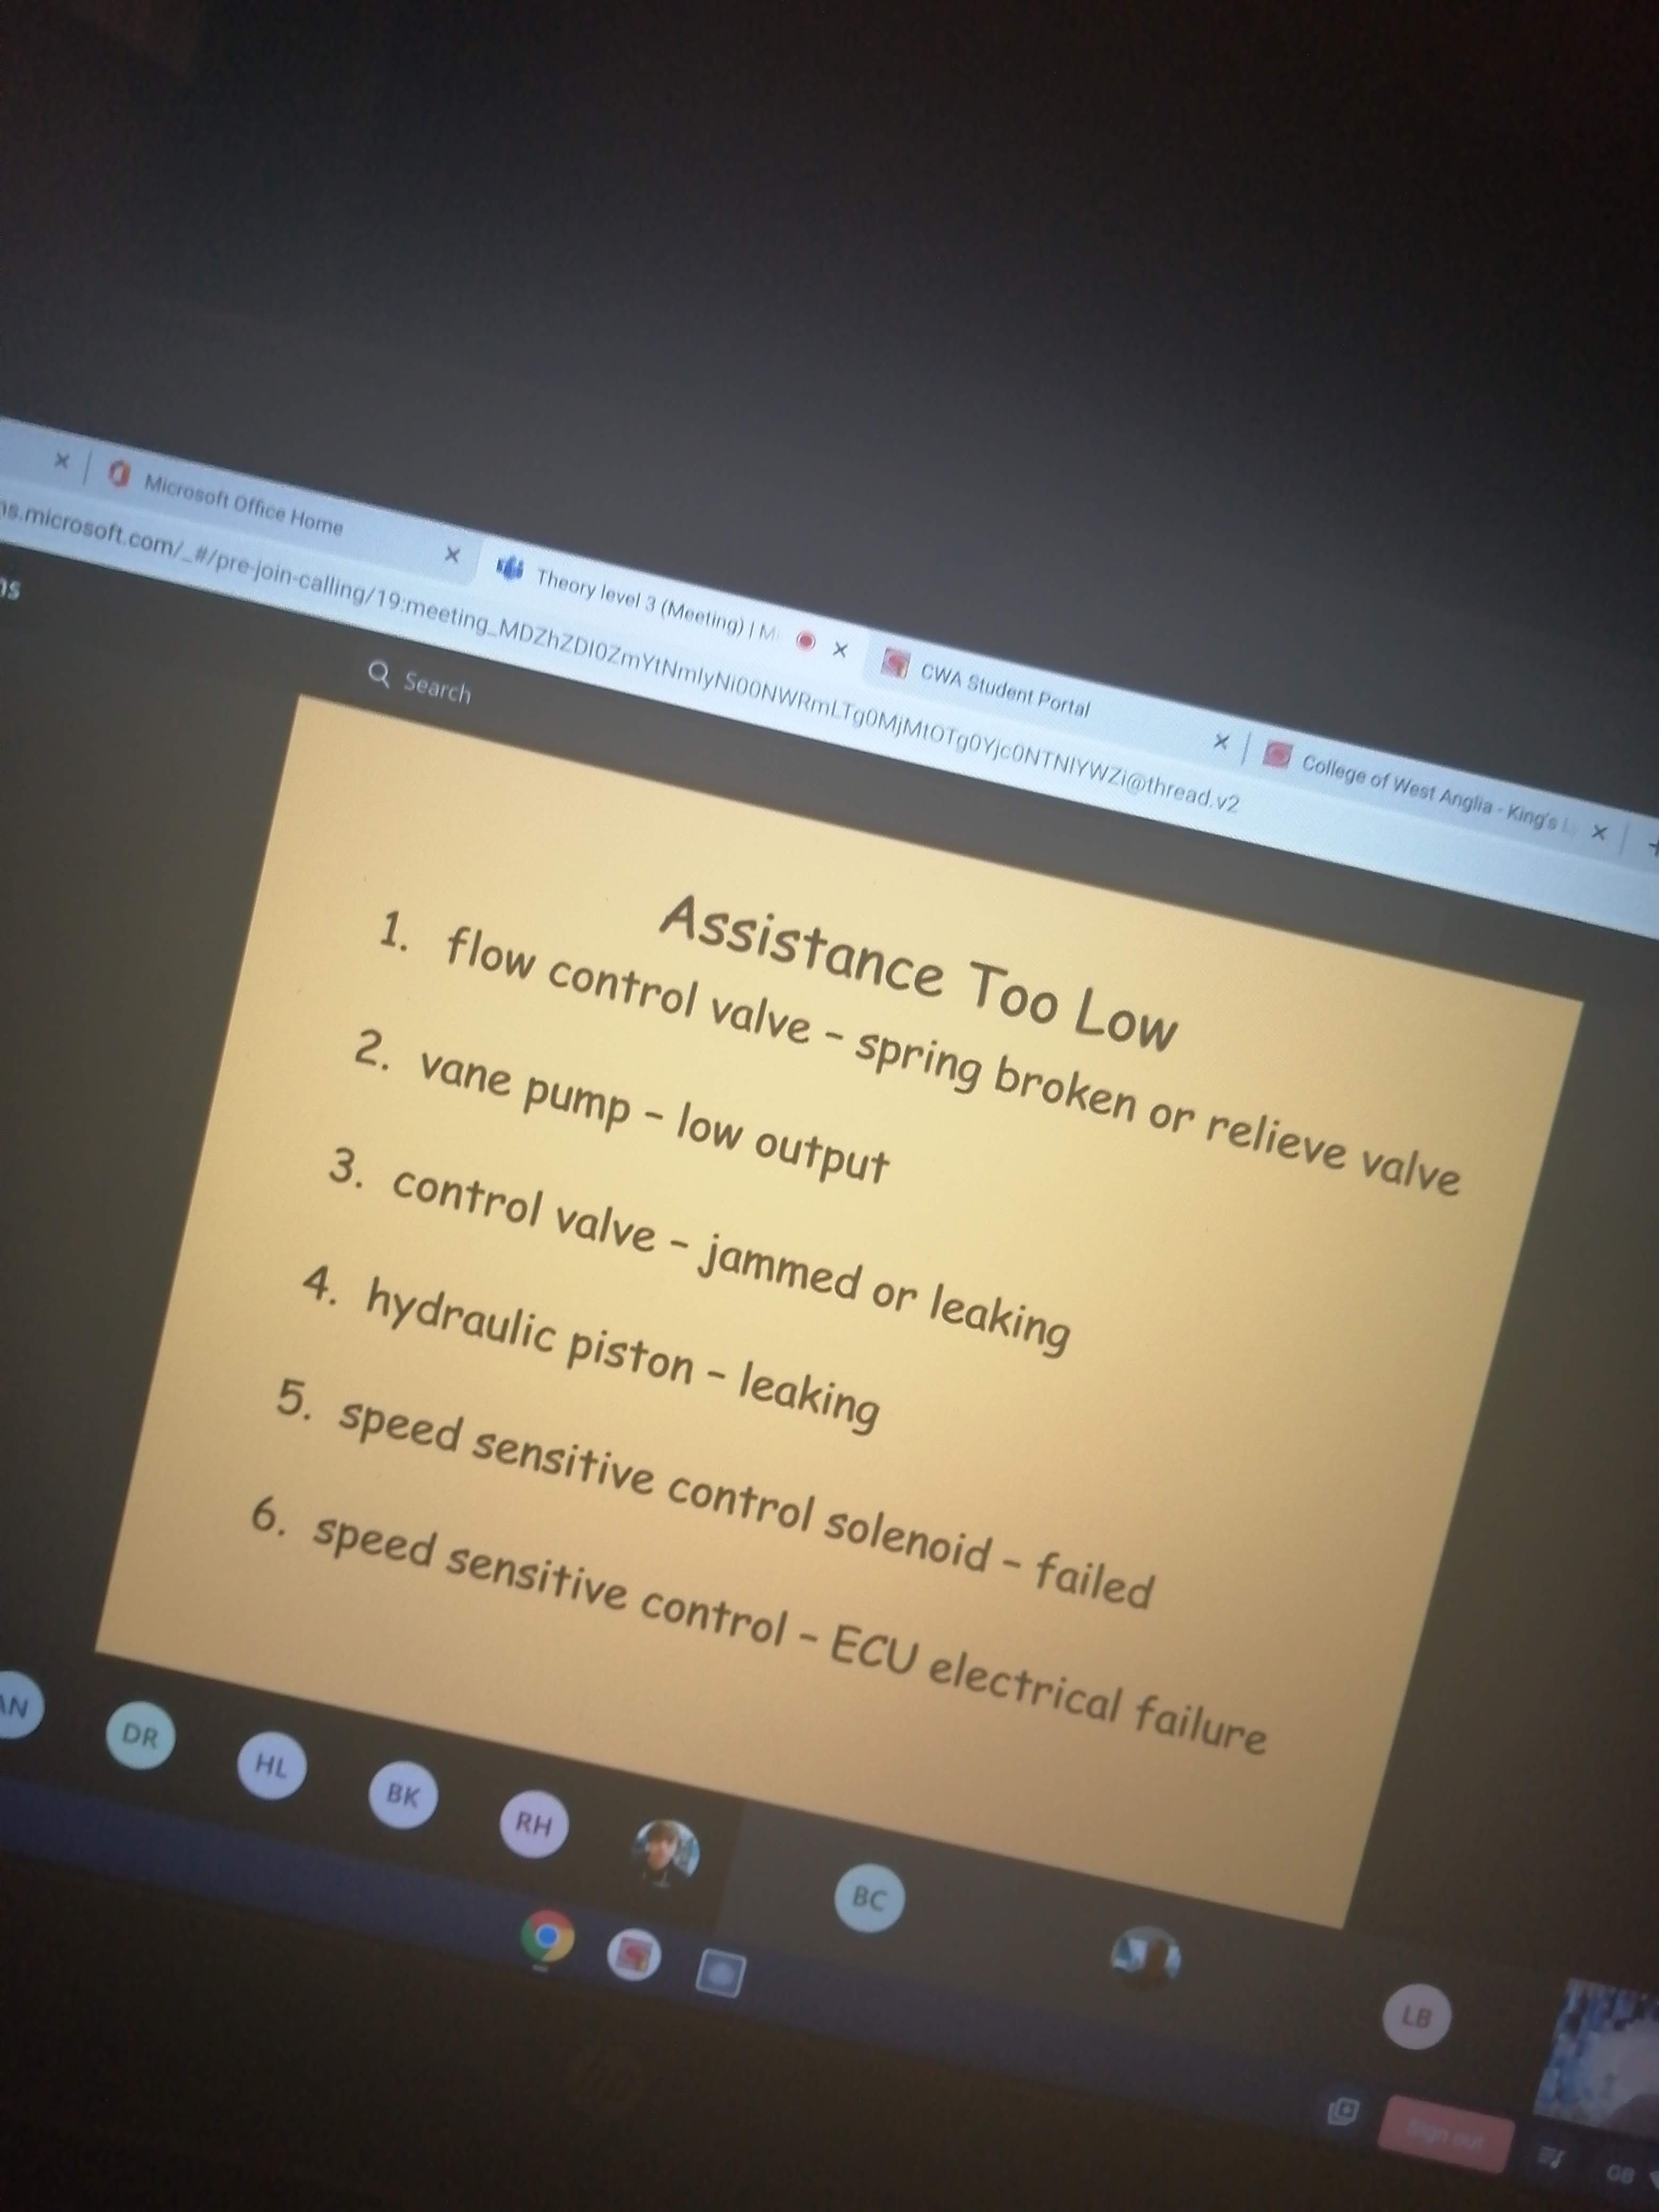 Microsoft Office Home
Theory level 3 (Meeting) | M
CWA Student Portal
College of West Anglia - King's L
s.microsoft.com/_#/pre-join-calling/19:meeting_MDZhZDI0ZmYtNmIyNi00NWRmLTg0MjMtOTg0Yjc0NTNlYWZi@thread.v2
Search
Assistance Too Low
1. flow control valve - spring broken or relieve valve
2. vane pump - low output
3. control valve - jammed or leaking
4. hydraulic piston - leaking
5. speed sensitive control solenoid - failed
6. speed sensitive control - ECU electrical failure
AN
DR
HL
BK
RH
BC
LB
Sign out
GB